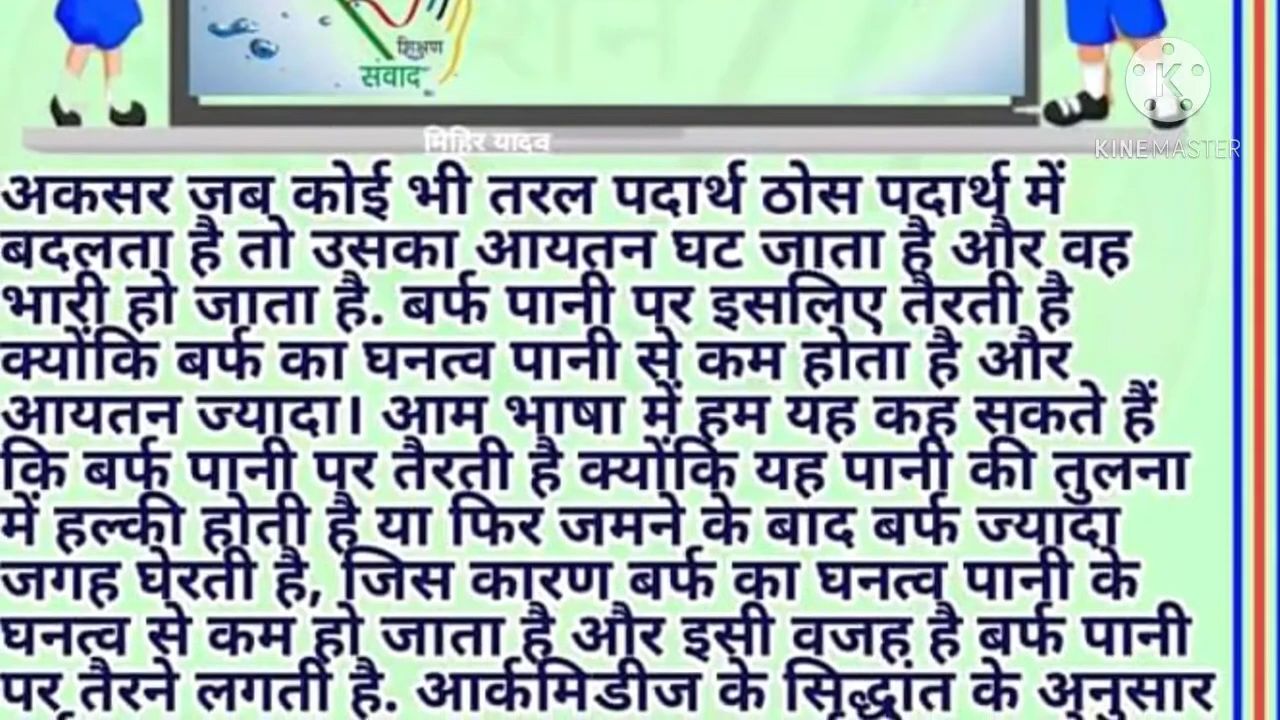 शिक्षण
संवाद
मिहिर यादव
KINEMASTER
अकसर जब कोई भी तरल पदार्थ ठोस पदार्थ में
बदलता है तो उसका आयतन घट जाता है और वह
भारी हो जाता है. बर्फ पानी पर इसलिए तैरती है
क्योंकि बर्फ का घनत्व पानी से कम होता है और
आयतन ज्यादा। आम भाषा में हम यह कह सकते हैं
कि बर्फ पानी पर तैरती है क्योंकि यह पानी की तुलना
में हल्की होती है या फिर जमने के बाद बर्फ ज्यादा
जगह घेरती है, जिस कारण बर्फ का घनत्व पानी के
घनत्व से कम हो जाता है और इसी वजह है बर्फ पानी
पर तैरने लगती है. आर्कमिडीज के सिद्धांत के अनुसार